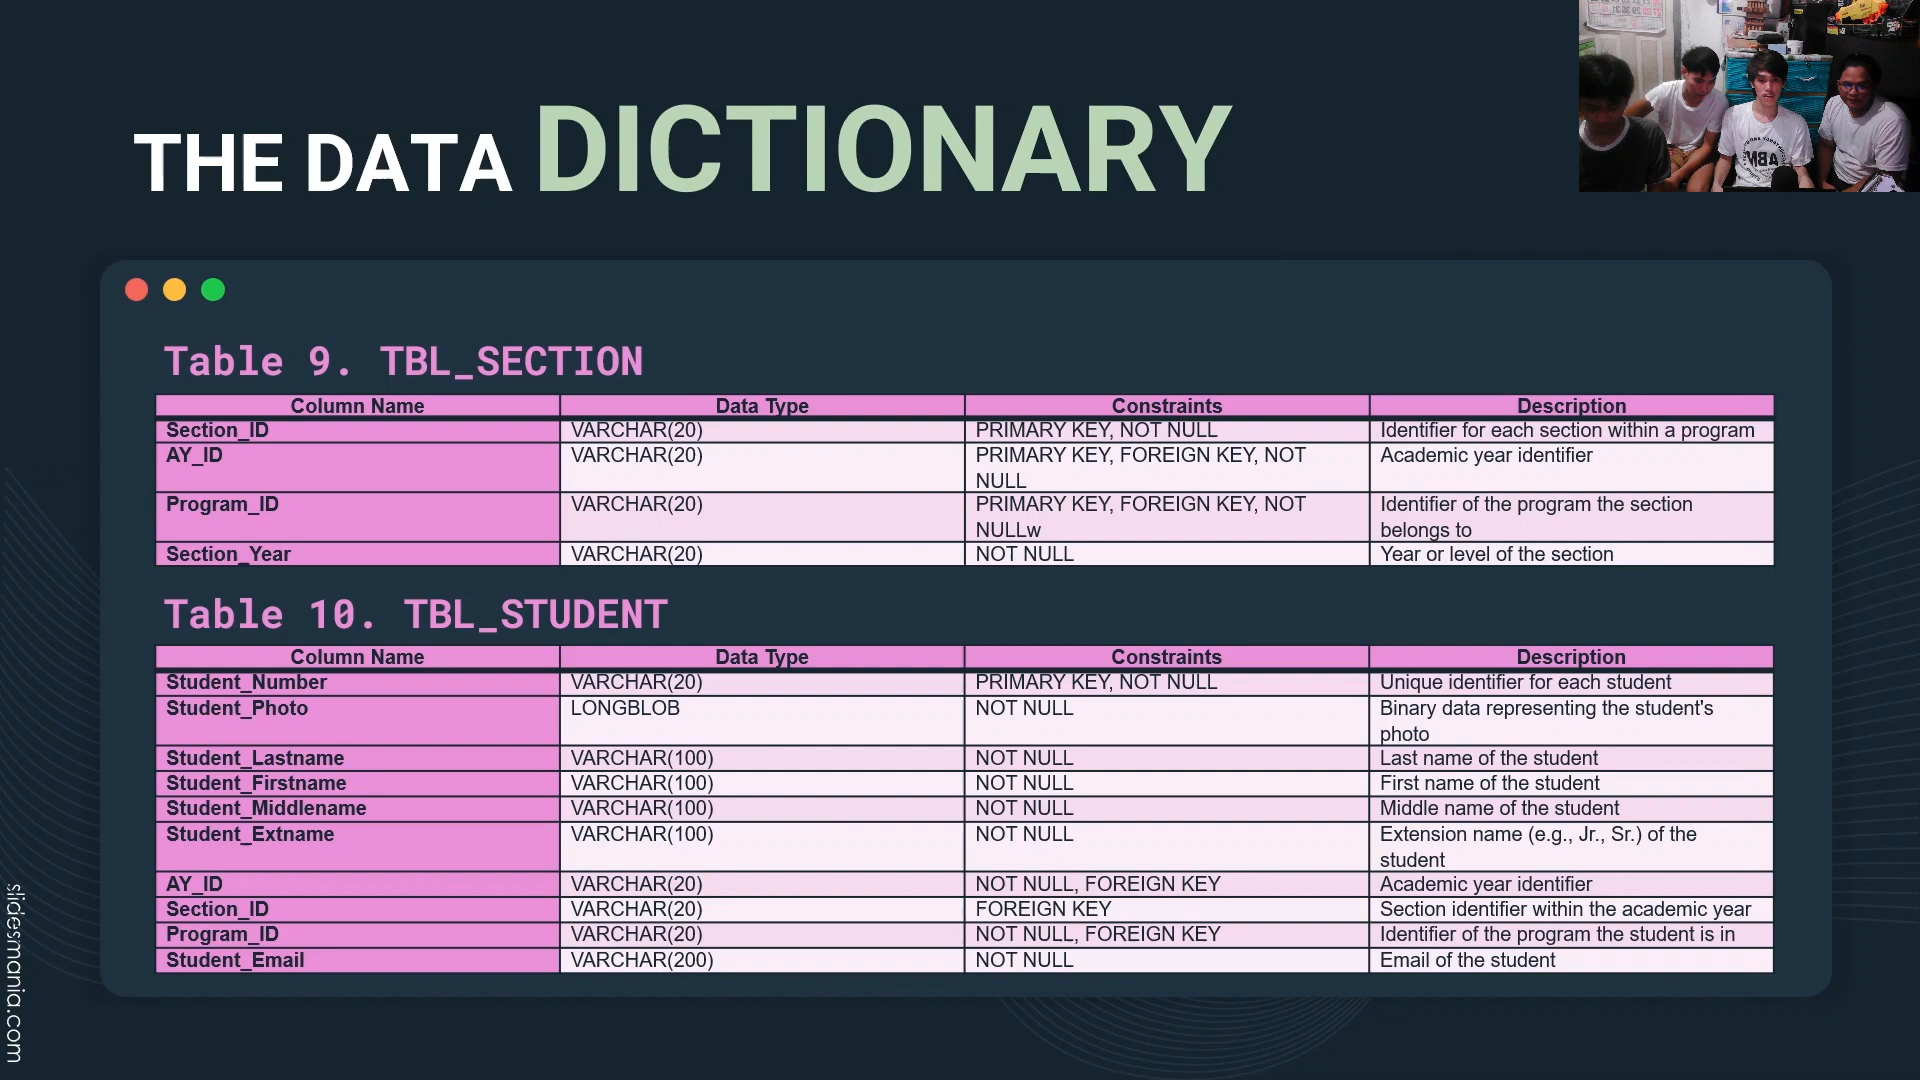 THE DATA DICTIONARY
Table 9. TBL_SECTION
Column Name Data Type Constraints Description
Section_ID VARCHAR(20) PRIMARY KEY, NOT NULL Identifier for each section within a program
AY_ID VARCHAR(20) PRIMARY KEY, FOREIGN KEY, NOT Academic year identifier
NULL
Program_ID VARCHAR(20) PRIMARY KEY, FOREIGN KEY, NOT Identifier of the program the section
NULLw belongs to
Section_Year VARCHAR(20) NOT NULL Year or level of the section
Table 10. TBL_STUDENT
Column Name Data Type Constraints Description
Student_Number VARCHAR(20) PRIMARY KEY, NOT NULL Unique identifier for each student
Student_Photo LONGBLOB NOT NULL Binary data representing the student's
photo
Student_Lastname VARCHAR(100) NOT NULL Last name of the student
Student_Firstname VARCHAR(100) NOT NULL First name of the student
Student_Middlename VARCHAR(100) NOT NULL Middle name of the student
Student_Extname VARCHAR(100) NOT NULL Extension name (e.g., Jr., Sr.) of the
student
AY_ID VARCHAR(20) NOT NULL, FOREIGN KEY Academic year identifier
Section_ID VARCHAR(20) FOREIGN KEY Section identifier within the academic year
Program_ID VARCHAR(20) NOT NULL, FOREIGN KEY Identifier of the program the student is in
Student_Email VARCHAR(200) NOT NULL Email of the student
slidesmania.com